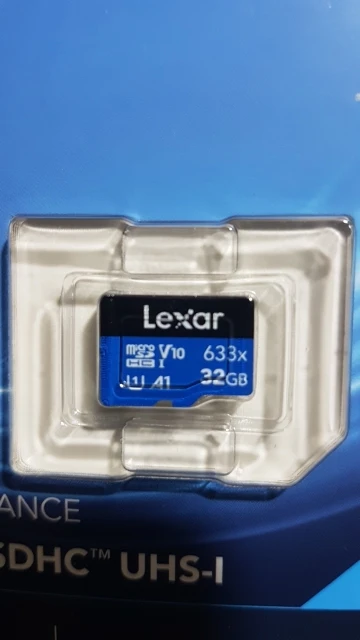 Lexar
micro SD HC I V10 633x
U1 A1 32GB
ANCE
SDHC™ UHS-I